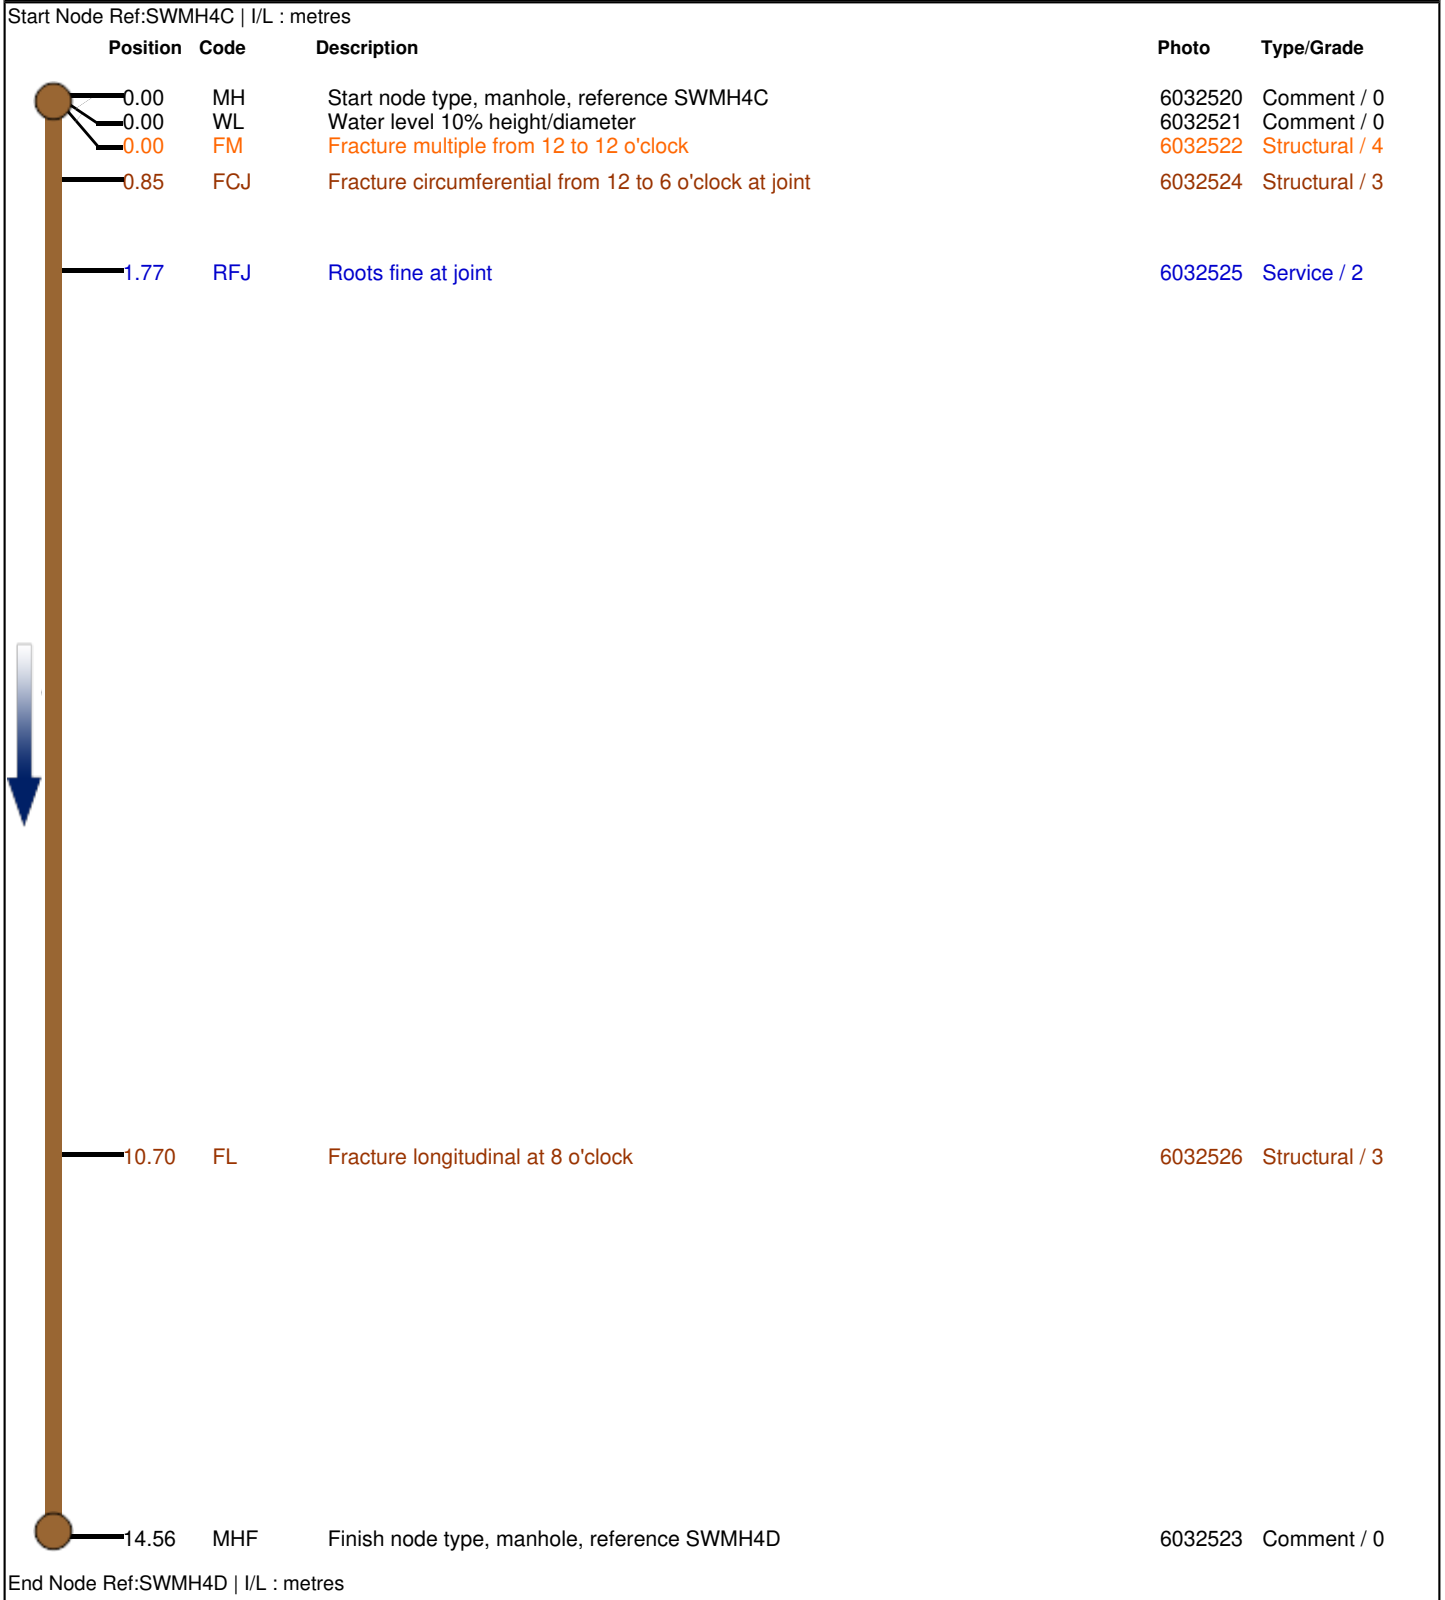 Start Node Ref:SWMH4C | I/L : metres
Position Code Description Photo Type/Grade
0.00 MH Start node type, manhole, reference SWMH4C 6032520 Comment / 0
0.00 WL Water level 10% height/diameter 6032521 Comment / 0
0.00 FM Fracture multiple from 12 to 12 o'clock 6032522 Structural / 4
0.85 FCJ Fracture circumferential from 12 to 6 o'clock at joint 6032524 Structural / 3
1.77 RFJ Roots fine at joint 6032525 Service / 2
10.70 FL Fracture longitudinal at 8 o'clock 6032526 Structural / 3
14.56 MHF Finish node type, manhole, reference SWMH4D 6032523 Comment / 0
End Node Ref:SWMH4D | I/L : metres